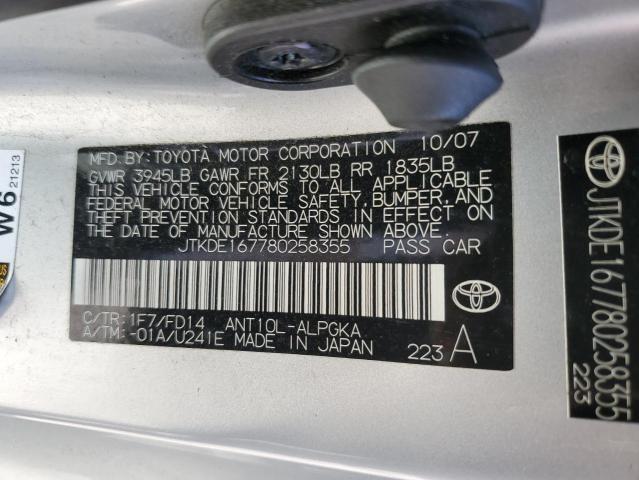 MFD.BY:TOYOTA MOTOR CORPORATION 10/07
GVWR 3945LB GAWR FR 2130LB RR 1835LB
THIS VEHICLE CONFORMS TO ALL APPLICABLE
FEDERAL MOTOR VEHICLE SAFETY, BUMPER, AND
THEFT PREVENTION STANDARDS IN EFFECT ON
THE DATE OF MANUFACTURE SHOWN ABOVE.
JTKDE167780258355 PASS CAR
C/TR:1F7/FD14 ANT10L-ALPGKA
A/TM:-01A/U241E MADE IN JAPAN
223 A
W6 21213
JTKDE167780258355
223